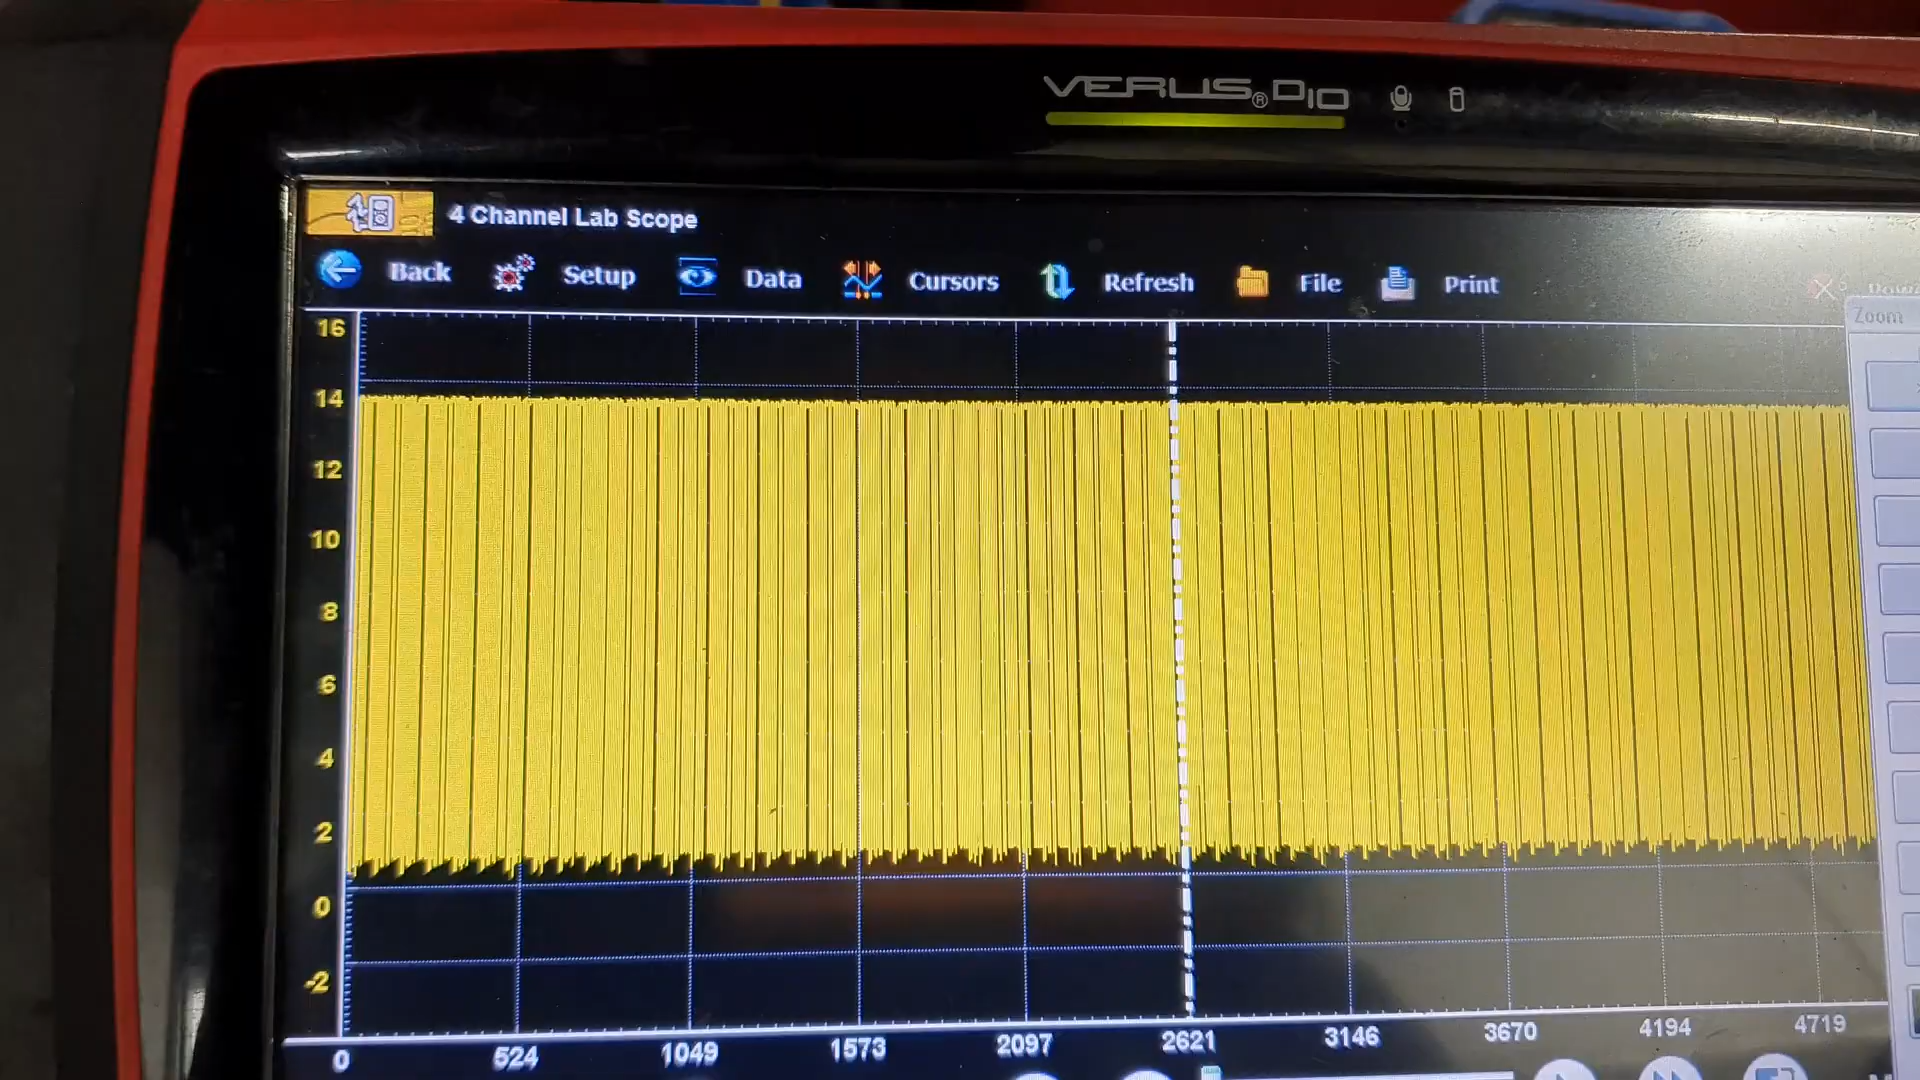 VERUS® D10
4 Channel Lab Scope
Back Setup Data Cursors Refresh File Print
Zoom
16
14
12
10
8
6
4
2
0
-2
0 524 1049 1573 2097 2621 3146 3670 4194 4719